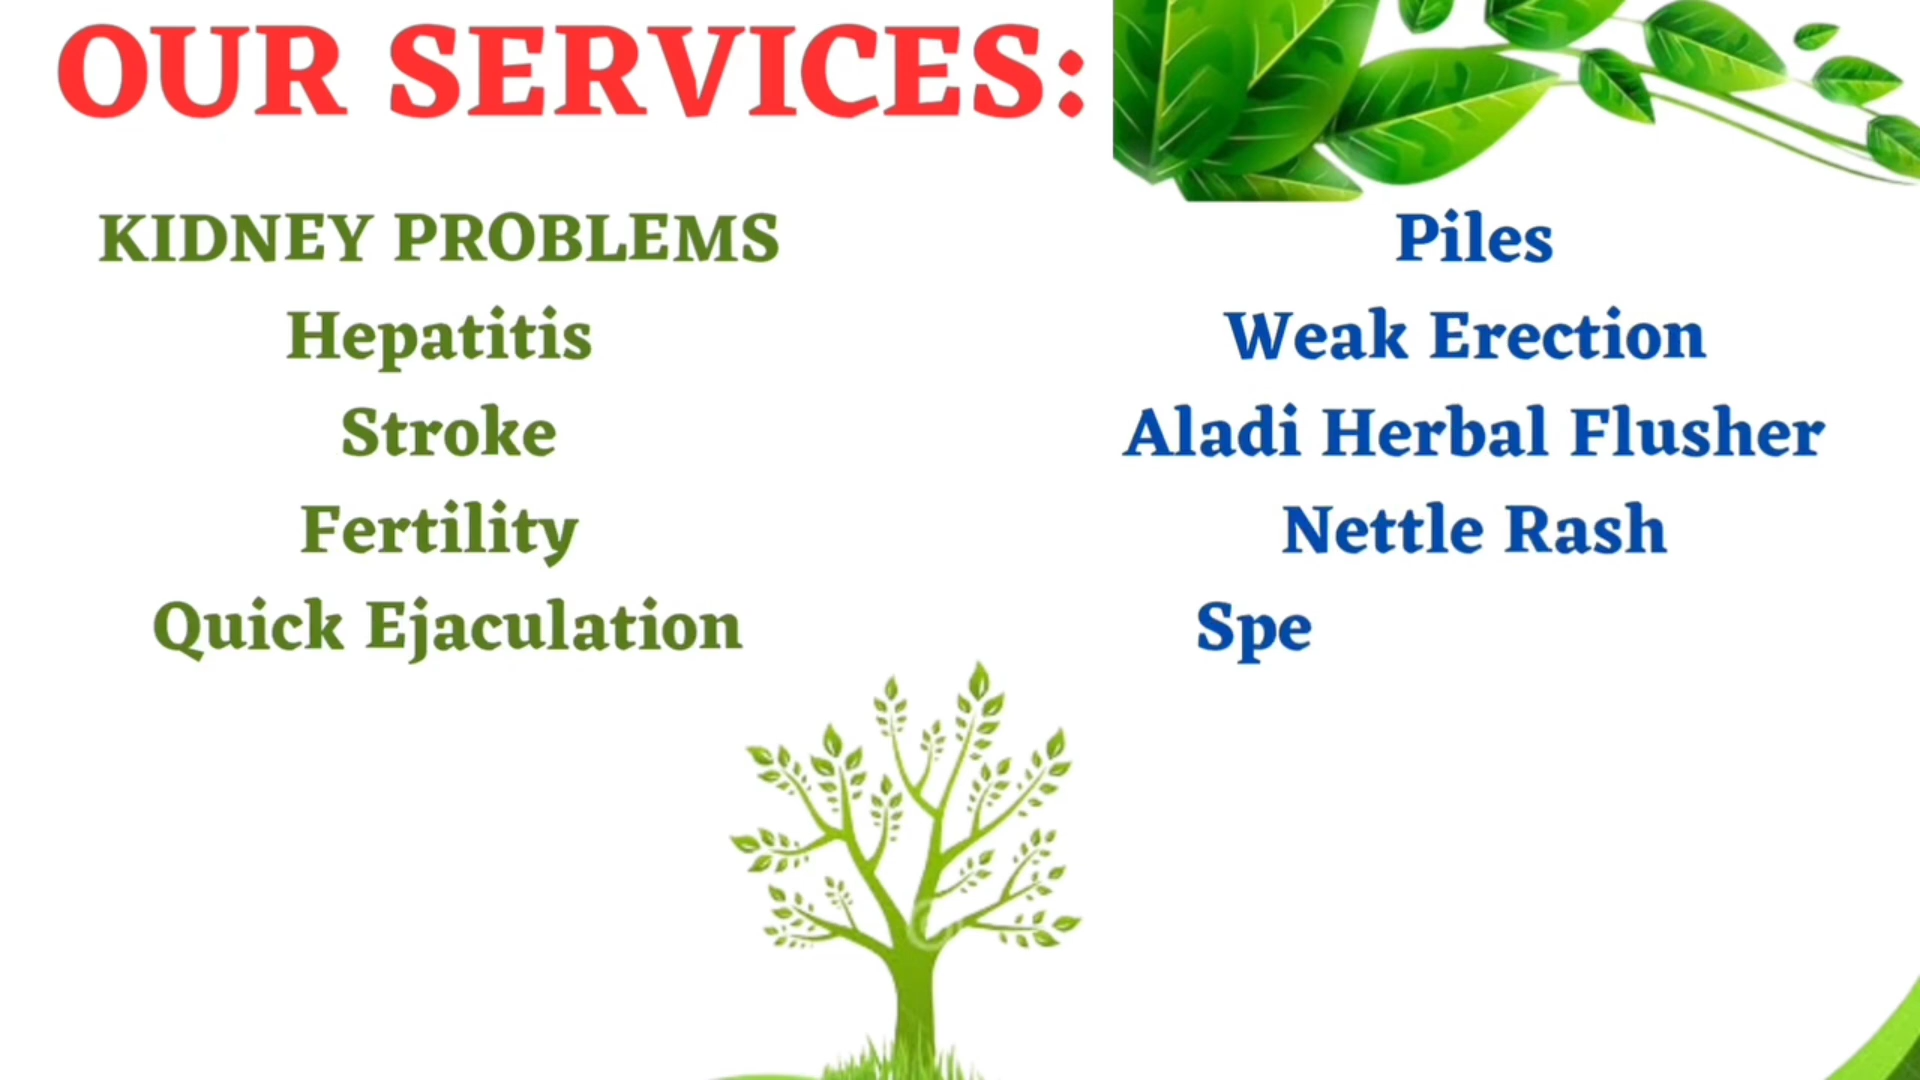 OUR SERVICES:
KIDNEY PROBLEMS
Hepatitis
Stroke
Fertility
Quick Ejaculation
Piles
Weak Erection
Aladi Herbal Flusher
Nettle Rash
Spe